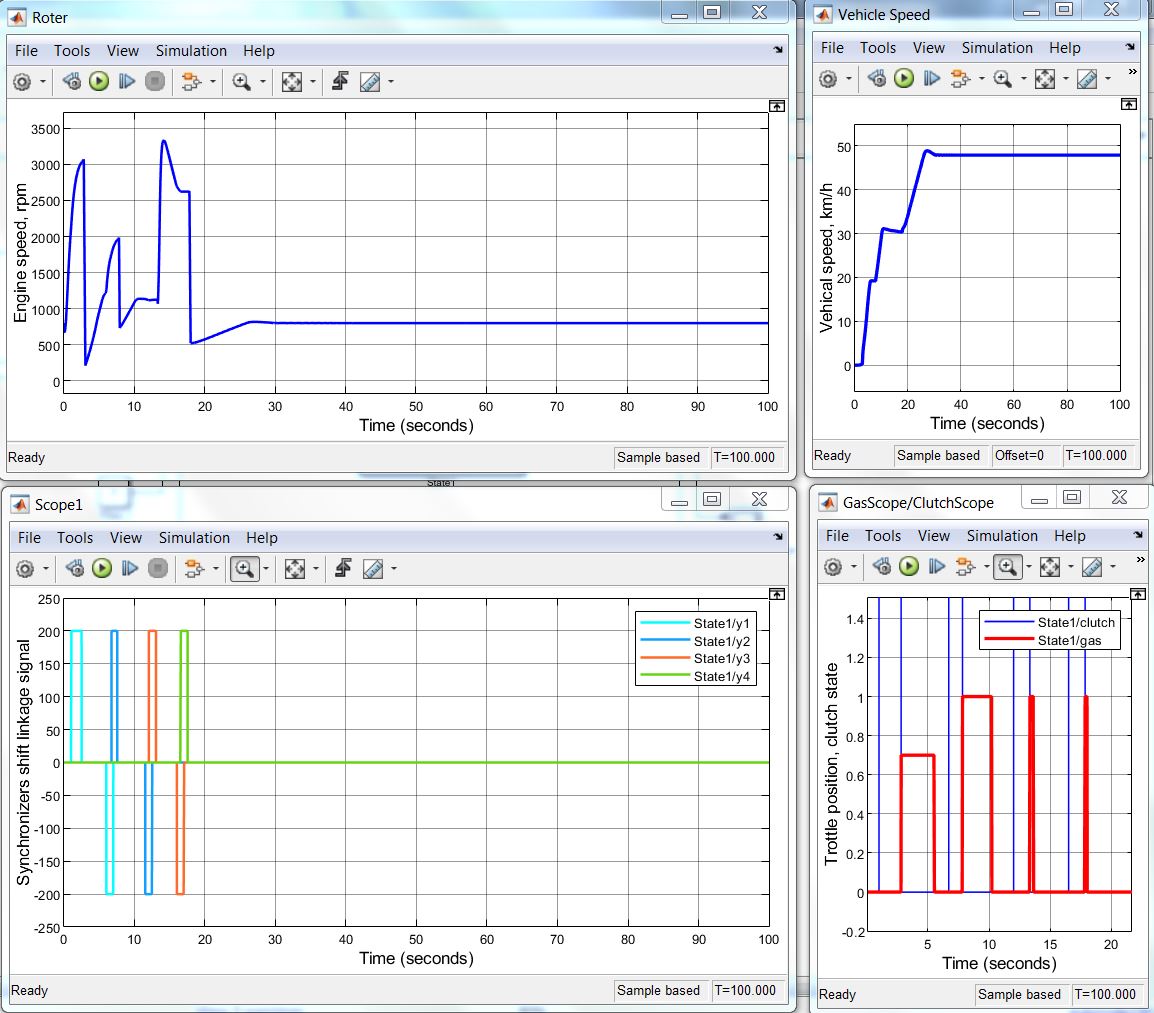 Roter
File Tools View Simulation Help
3500
3000
2500
2000
1500
1000
500
0
Engine speed, rpm
0 10 20 30 40 50 60 70 80 90 100
Time (seconds)
Ready Sample based T=100.000
Vehicle Speed
File Tools View Simulation Help
»
50
40
30
20
10
0
Vehical speed, km/h
0 20 40 60 80 100
Time (seconds)
Ready Sample based Offset=0 T=100.000
State1
Scope1
File Tools View Simulation Help
250
200
150
100
50
0
-50
-100
-150
-200
-250
Synchronizers shift linkage signal
State1/y1
State1/y2
State1/y3
State1/y4
0 10 20 30 40 50 60 70 80 90 100
Time (seconds)
Ready Sample based T=100.000
GasScope/ClutchScope
File Tools View Simulation Help
»
1.4
1.2
1
0.8
0.6
0.4
0.2
0
-0.2
Trottle position, clutch state
State1/clutch
State1/gas
5 10 15 20
Time (seconds)
Ready Sample based T=100.000